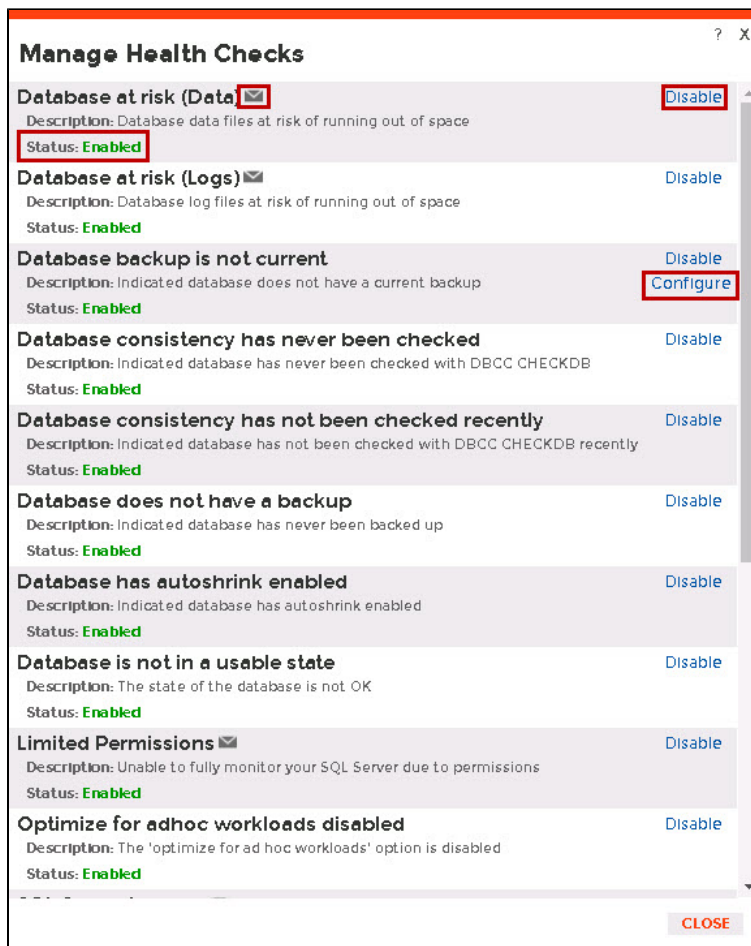 ? X
Manage Health Checks
Database at risk (Data)
Disable
Description: Database data files at risk of running out of space
Status: Enabled
Database at risk (Logs)
Disable
Description: Database log files at risk of running out of space
Status: Enabled
Database backup is not current
Disable
Description: Indicated database does not have a current backup
Configure
Status: Enabled
Database consistency has never been checked
Disable
Description: Indicated database has never been checked with DBCC CHECKDB
Status: Enabled
Database consistency has not been checked recently
Disable
Description: Indicated database has not been checked with DBCC CHECKDB recently
Status: Enabled
Database does not have a backup
Disable
Description: Indicated database has never been backed up
Status: Enabled
Database has autoshrink enabled
Disable
Description: Indicated database has autoshrink enabled
Status: Enabled
Database is not in a usable state
Disable
Description: The state of the database is not OK
Status: Enabled
Limited Permissions
Disable
Description: Unable to fully monitor your SQL Server due to permissions
Status: Enabled
Optimize for adhoc workloads disabled
Disable
Description: The 'optimize for ad hoc workloads' option is disabled
Status: Enabled
CLOSE